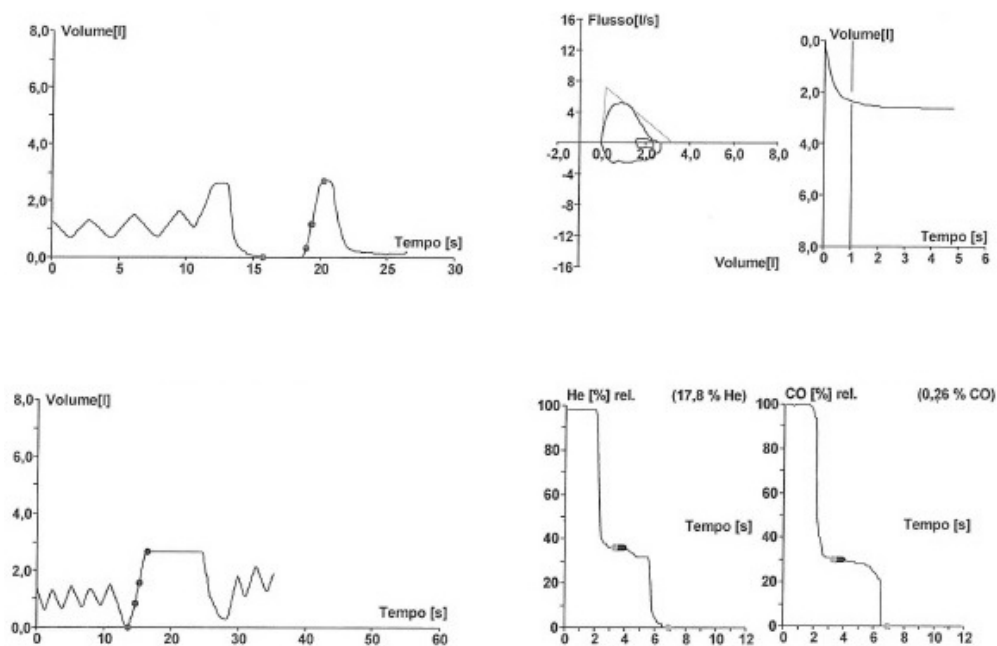 8,0 Volume[l]
6,0
4,0
2,0
0,0
Tempo [s]
0 5 10 15 20 25 30
16 Flusso[l/s]
12
8
4
-2,0 0,0 2,0 4,0 6,0 8,0
-4
-8
-12
-16
Volume[l]
0,0 Volume[l]
2,0
4,0
6,0
8,0
Tempo [s]
0 1 2 3 4 5 6
8,0 Volume[l]
6,0
4,0
2,0
0,0
Tempo [s]
0 10 20 30 40 50 60
He [%] rel. (17,8 % He)
100
80
60
40
20
0
Tempo [s]
0 2 4 6 8 10 12
CO [%] rel. (0,26 % CO)
100
80
60
40
20
0
Tempo [s]
0 2 4 6 8 10 12